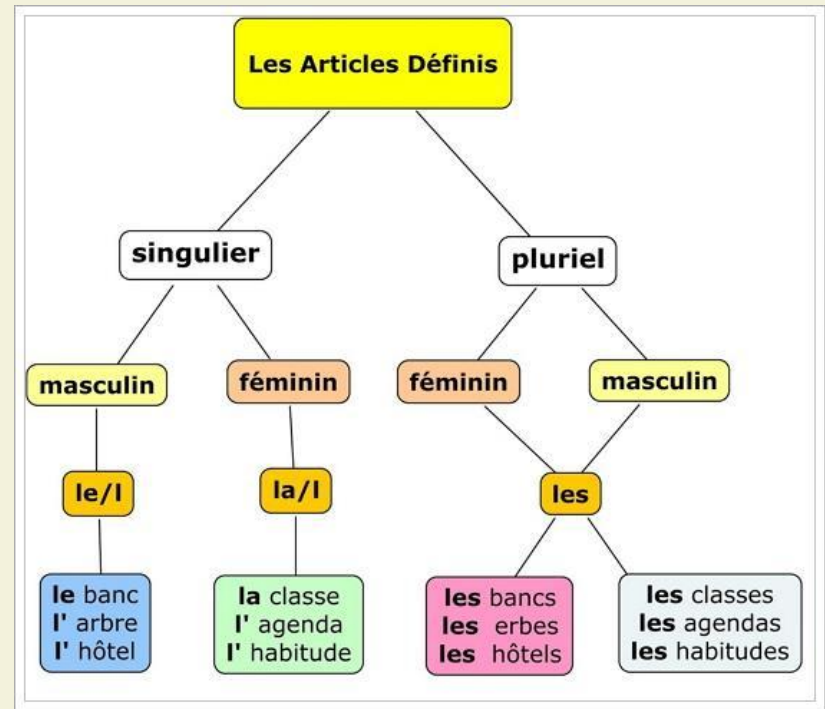 Les Articles Définis
singulier
pluriel
masculin
féminin
féminin
masculin
le/l
la/l
les
le banc
l' arbre
l' hôtel
la classe
l' agenda
l' habitude
les bancs
les erbes
les hôtels
les classes
les agendas
les habitudes